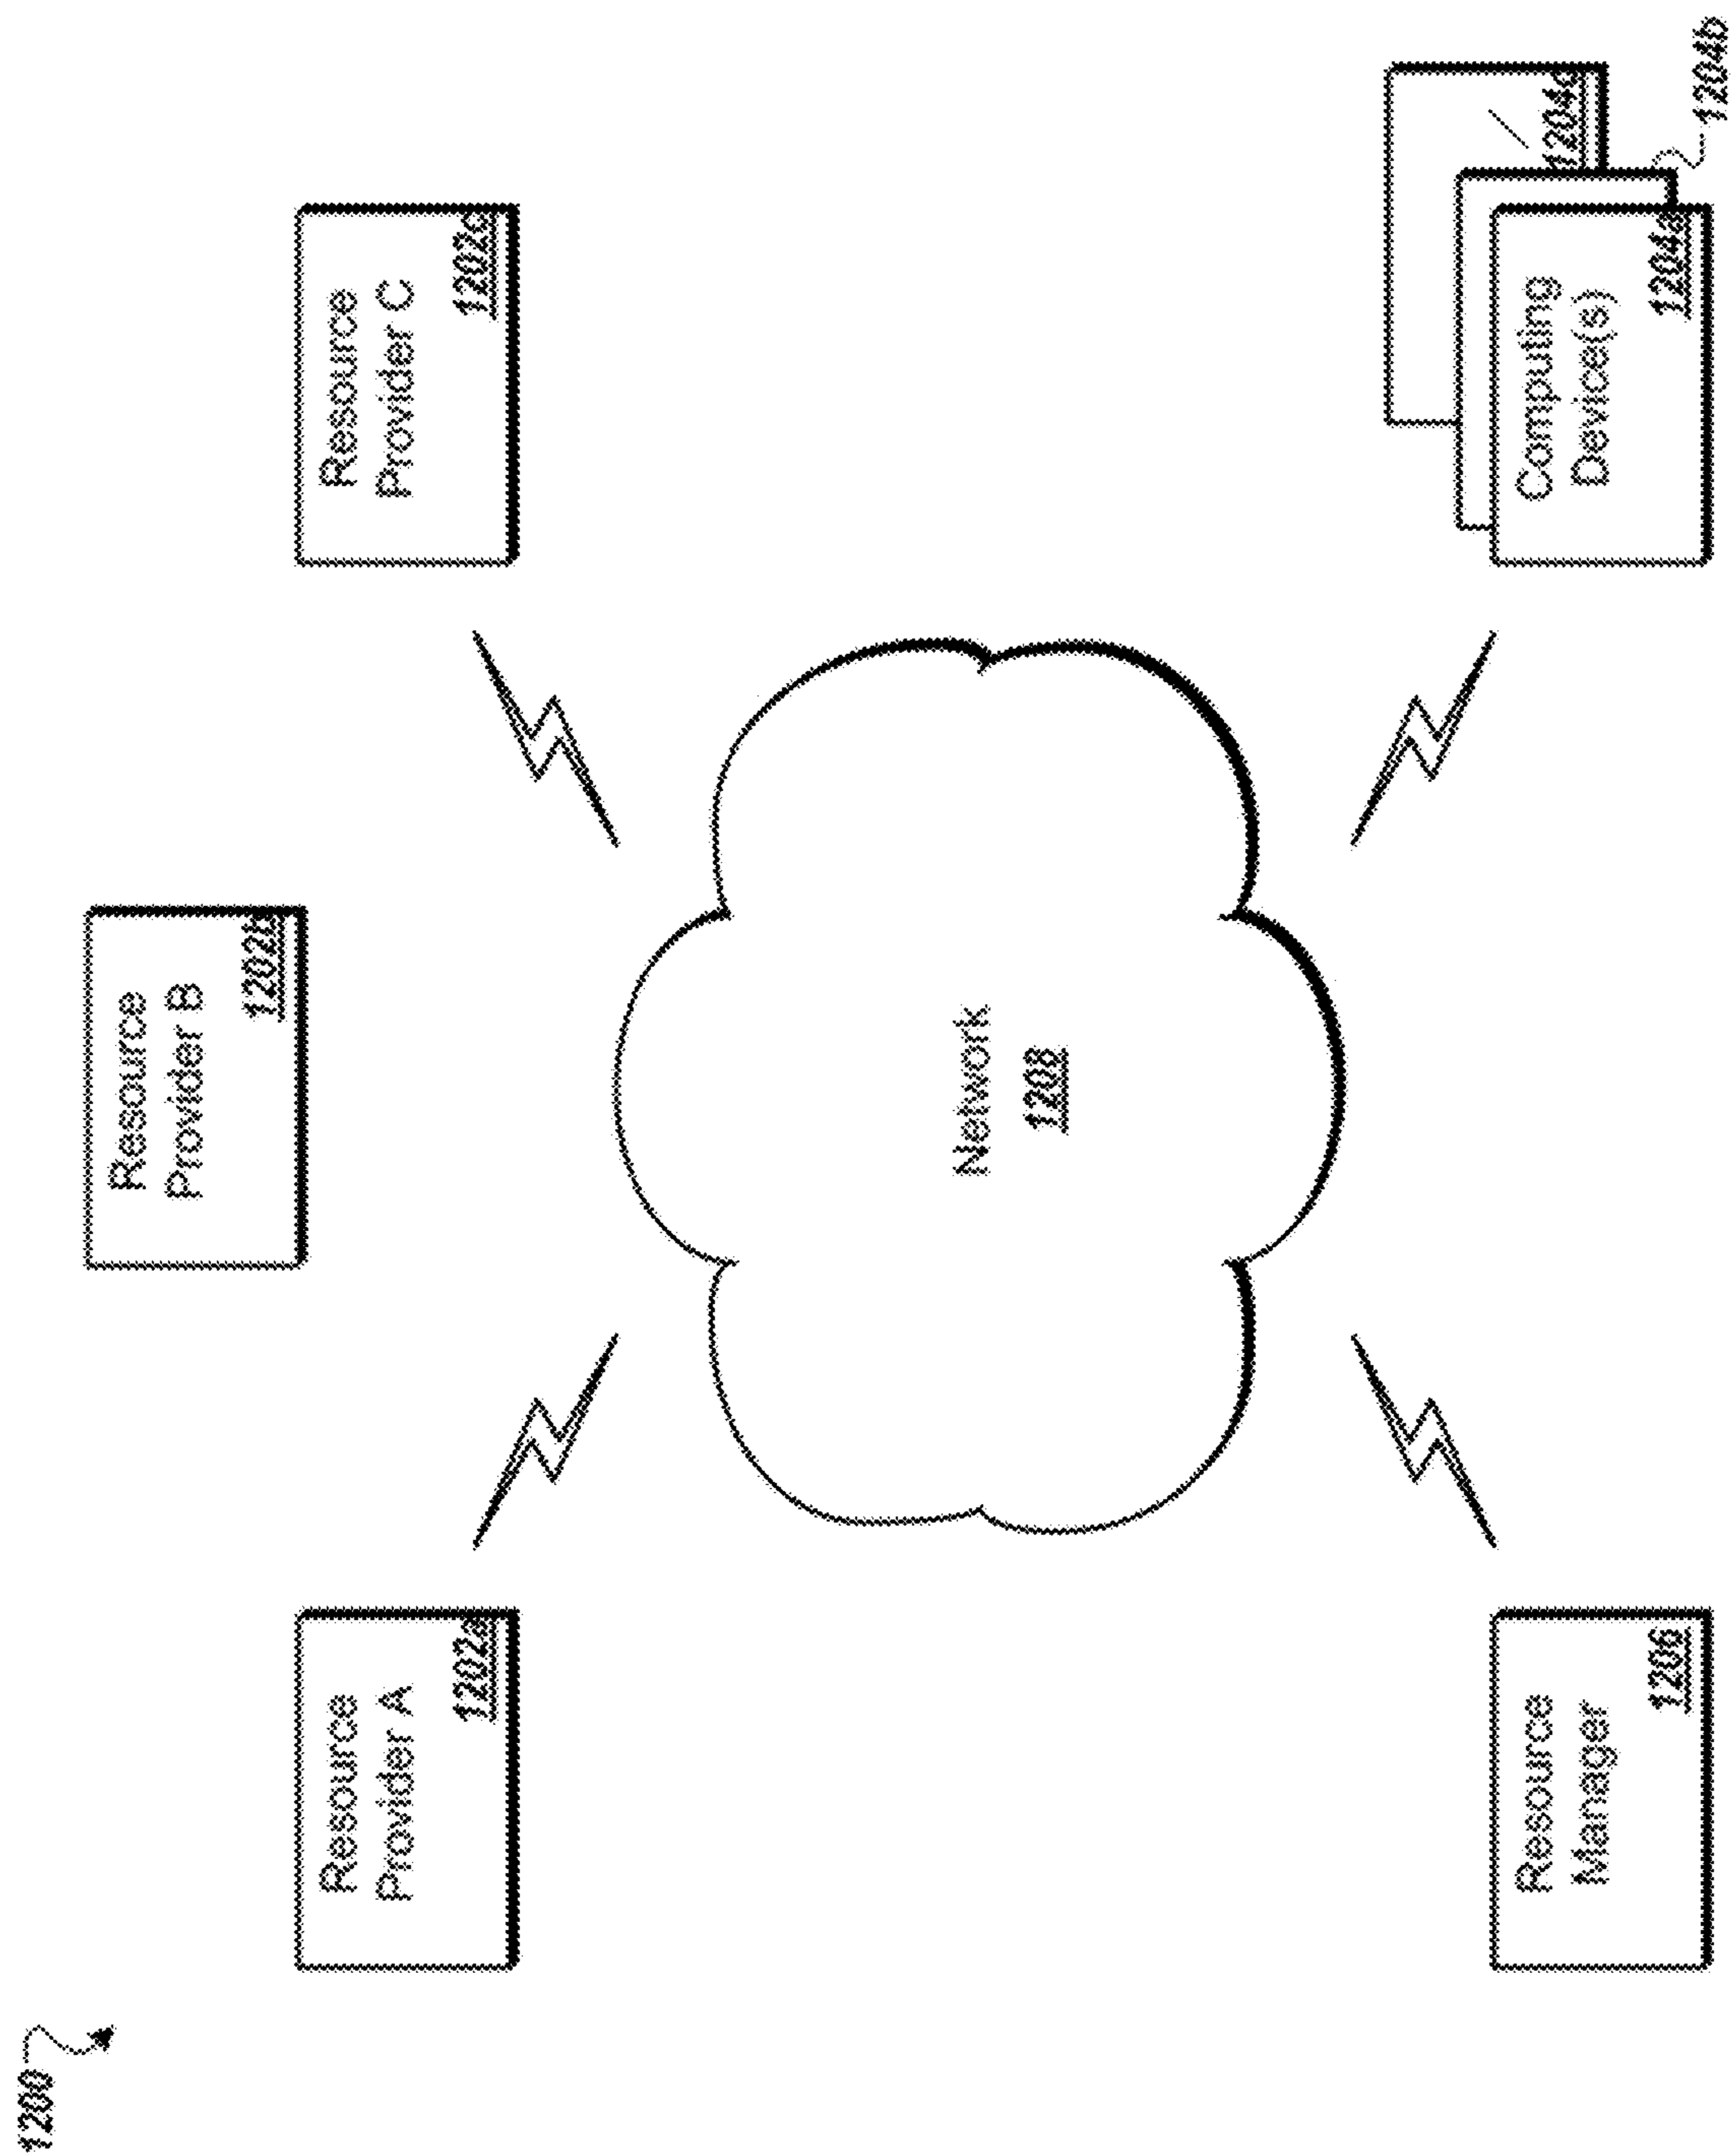 1200
Resource
Provider A
1202a
Resource
Provider B
1202b
Resource
Provider C
1202c
Network
1208
Resource
Manager
1206
Computing
Device(s)
1204a
1204b
1204c